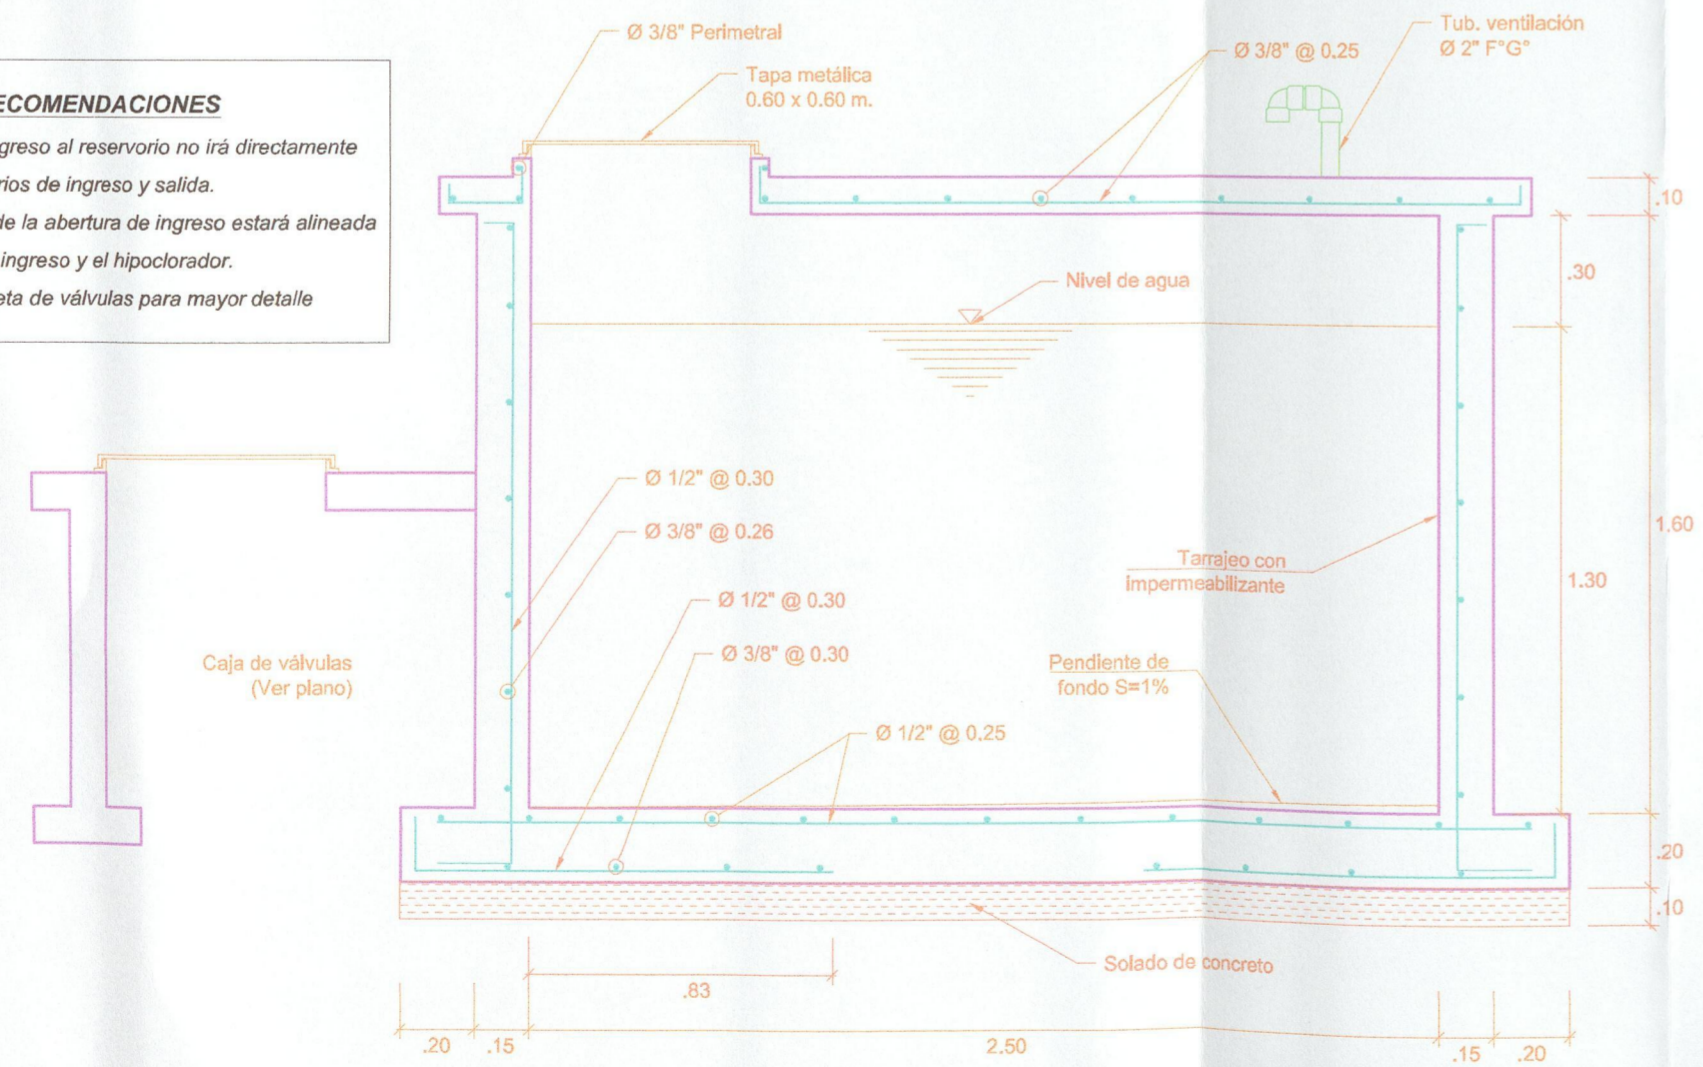 RECOMENDACIONES
greso al reservorio no irá directamente
rios de ingreso y salida.
de la abertura de ingreso estará alineada
ingreso y el hipoclorador.
eta de válvulas para mayor detalle
Ø 3/8" Perimetral
Tapa metálica
0.60 x 0.60 m.
Ø 3/8" @ 0.25
Tub. ventilación
Ø 2" F°G°
.10
.30
Nivel de agua
Ø 1/2" @ 0.30
Ø 3/8" @ 0.26
1.60
Tarrajeo con
impermeabilizante
1.30
Ø 1/2" @ 0.30
Ø 3/8" @ 0.30
Caja de válvulas
(Ver plano)
Pendiente de
fondo S=1%
Ø 1/2" @ 0.25
.20
.10
Solado de concreto
.83
.20
.15
2.50
.15
.20